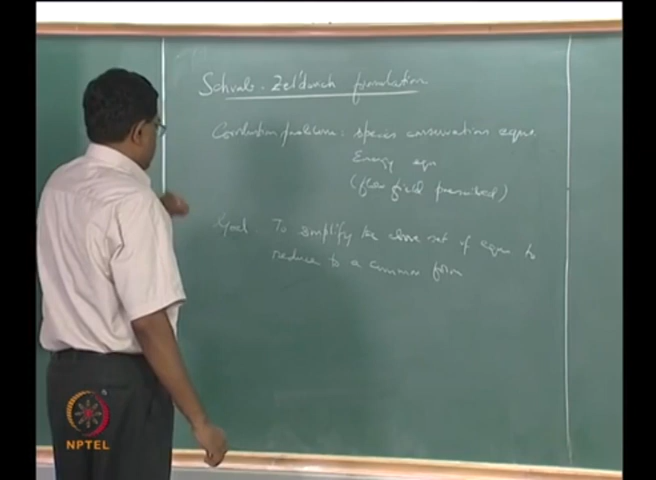 Schvab-Zel'dovich formulation
Combustion problems: species conservation eqns.
Energy eqn
(flow field prescribed)
Goal To simplify the above set of eqns to
reduce to a common form
NPTEL